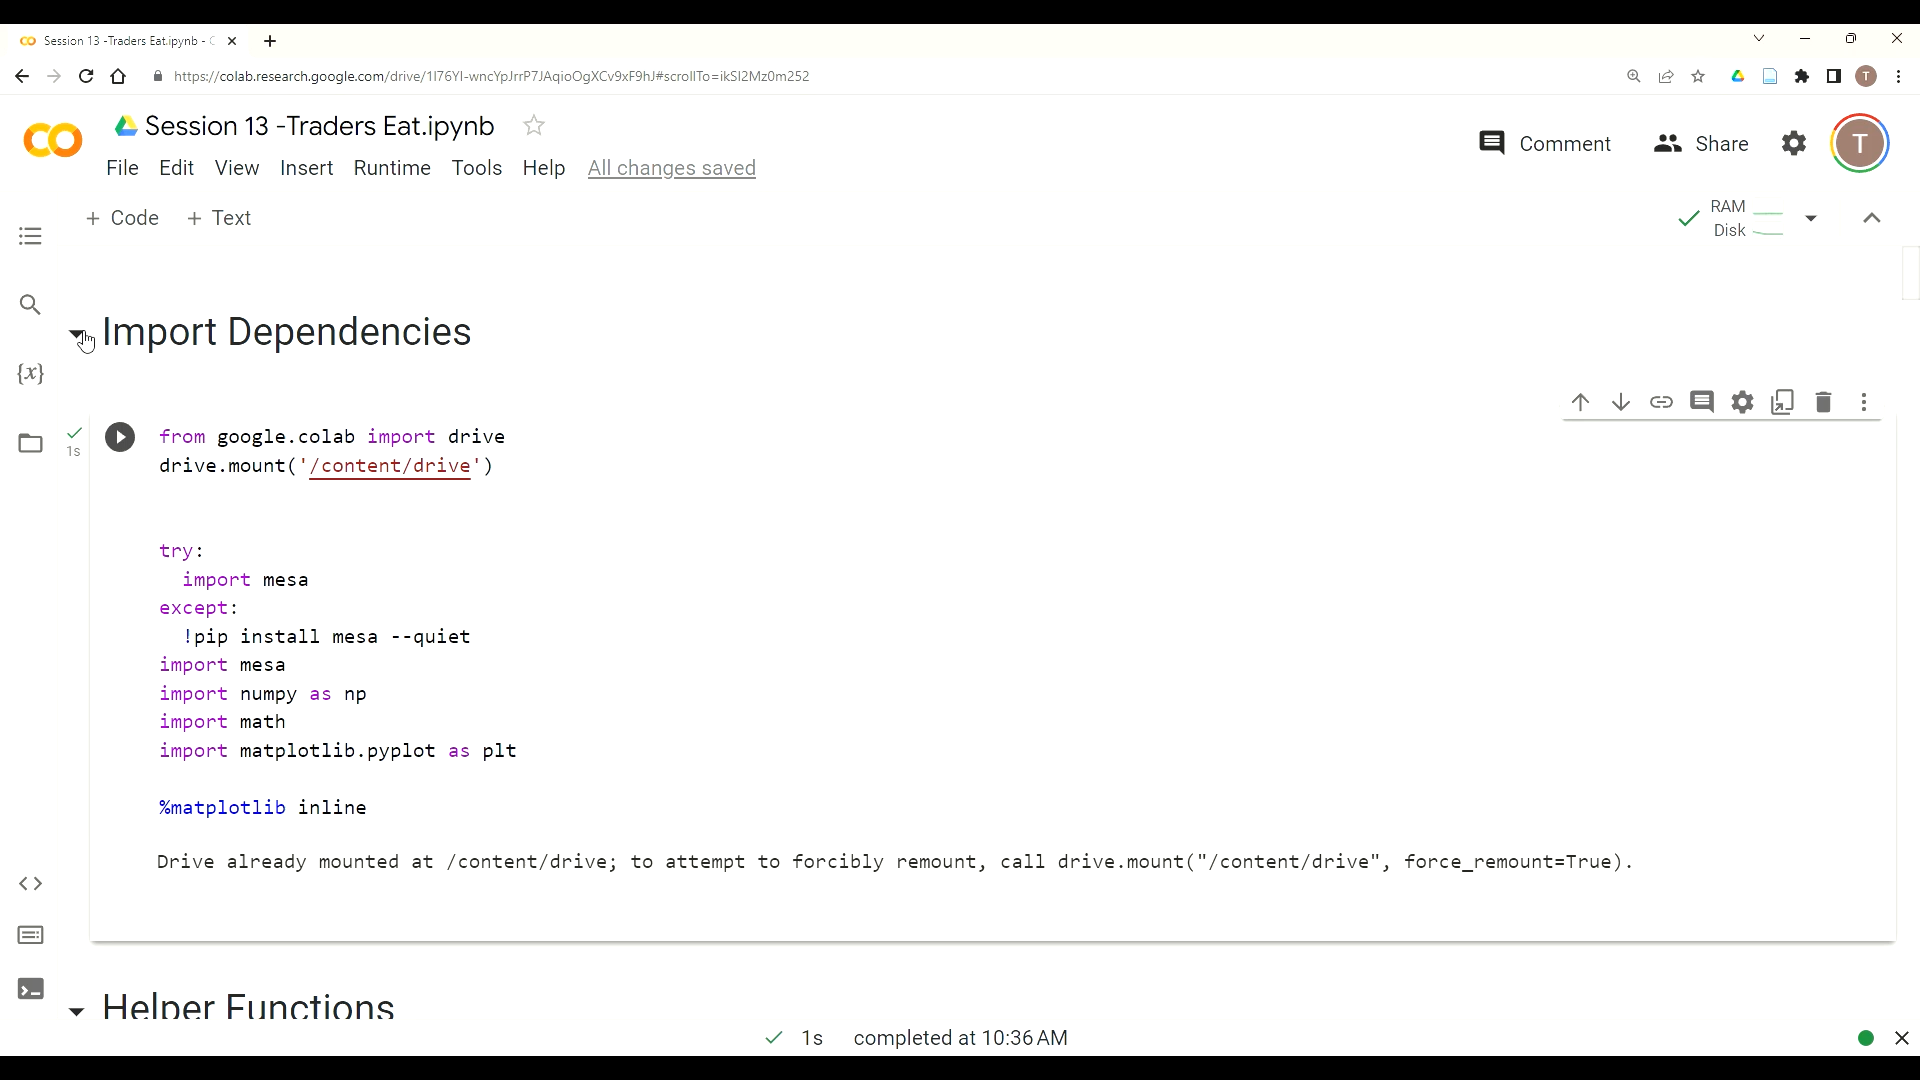 Session 13 -Traders Eat.ipynb - C
https://colab.research.google.com/drive/1I76YI-wncYpJrrP7JAqioOgXCv9xF9hJ#scrollTo=ikSI2Mz0m252
T
Session 13 -Traders Eat.ipynb
Comment
Share
T
File Edit View Insert Runtime Tools Help All changes saved
+ Code + Text
RAM
Disk
Import Dependencies
{x}
1s
from google.colab import drive
drive.mount('/content/drive')
try:
import mesa
except:
!pip install mesa --quiet
import mesa
import numpy as np
import math
import matplotlib.pyplot as plt
%matplotlib inline
Drive already mounted at /content/drive; to attempt to forcibly remount, call drive.mount("/content/drive", force_remount=True).
Helper Functions
1s completed at 10:36 AM